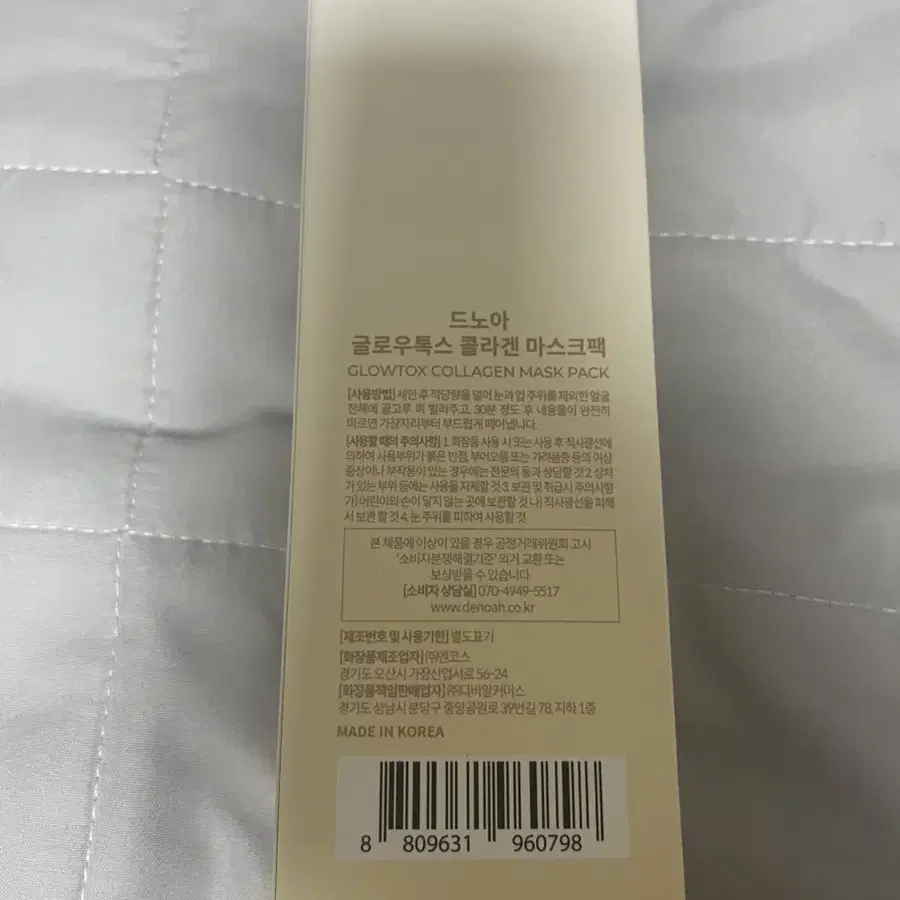 드노아
글로우톡스 콜라겐 마스크팩
GLOWTOX COLLAGEN MASK PACK
[사용방법] 세안 후 적당량을 덜어 눈과 입 주위를 제외한 얼굴
전체에 골고루 펴 발라주고, 30분 정도 후 내용물이 완전히
마르면 가장자리부터 부드럽게 떼어냅니다.
[사용할 때의 주의사항] 1. 화장품 사용 시 또는 사용 후 직사광선에
의하여 사용부위가 붉은 반점, 부어오름 또는 가려움증 등의 이상
증상이나 부작용이 있는 경우에는 전문의 등과 상담할 것 2. 상처
가 있는 부위 등에는 사용을 자제할 것 3. 보관 및 취급시 주의사항
가) 어린이의 손이 닿지 않는 곳에 보관할 것 나) 직사광선을 피해
서 보관 할 것 4. 눈 주위를 피하여 사용할 것
본 제품에 이상이 있을 경우 공정거래위원회 고시
'소비자분쟁해결기준' 의거 교환 또는
보상받을 수 있습니다
[소비자 상담실] 070-4949-5517
www.denoah.co.kr
[제조번호 및 사용기한] 별도표기
[화장품제조업자] ㈜엔코스
경기도 오산시 가장산업서로 56-24
[화장품책임판매업자] ㈜디비알커머스
경기도 성남시 분당구 중앙공원로 39번길 78, 지하 1층
MADE IN KOREA
8 809631 960798